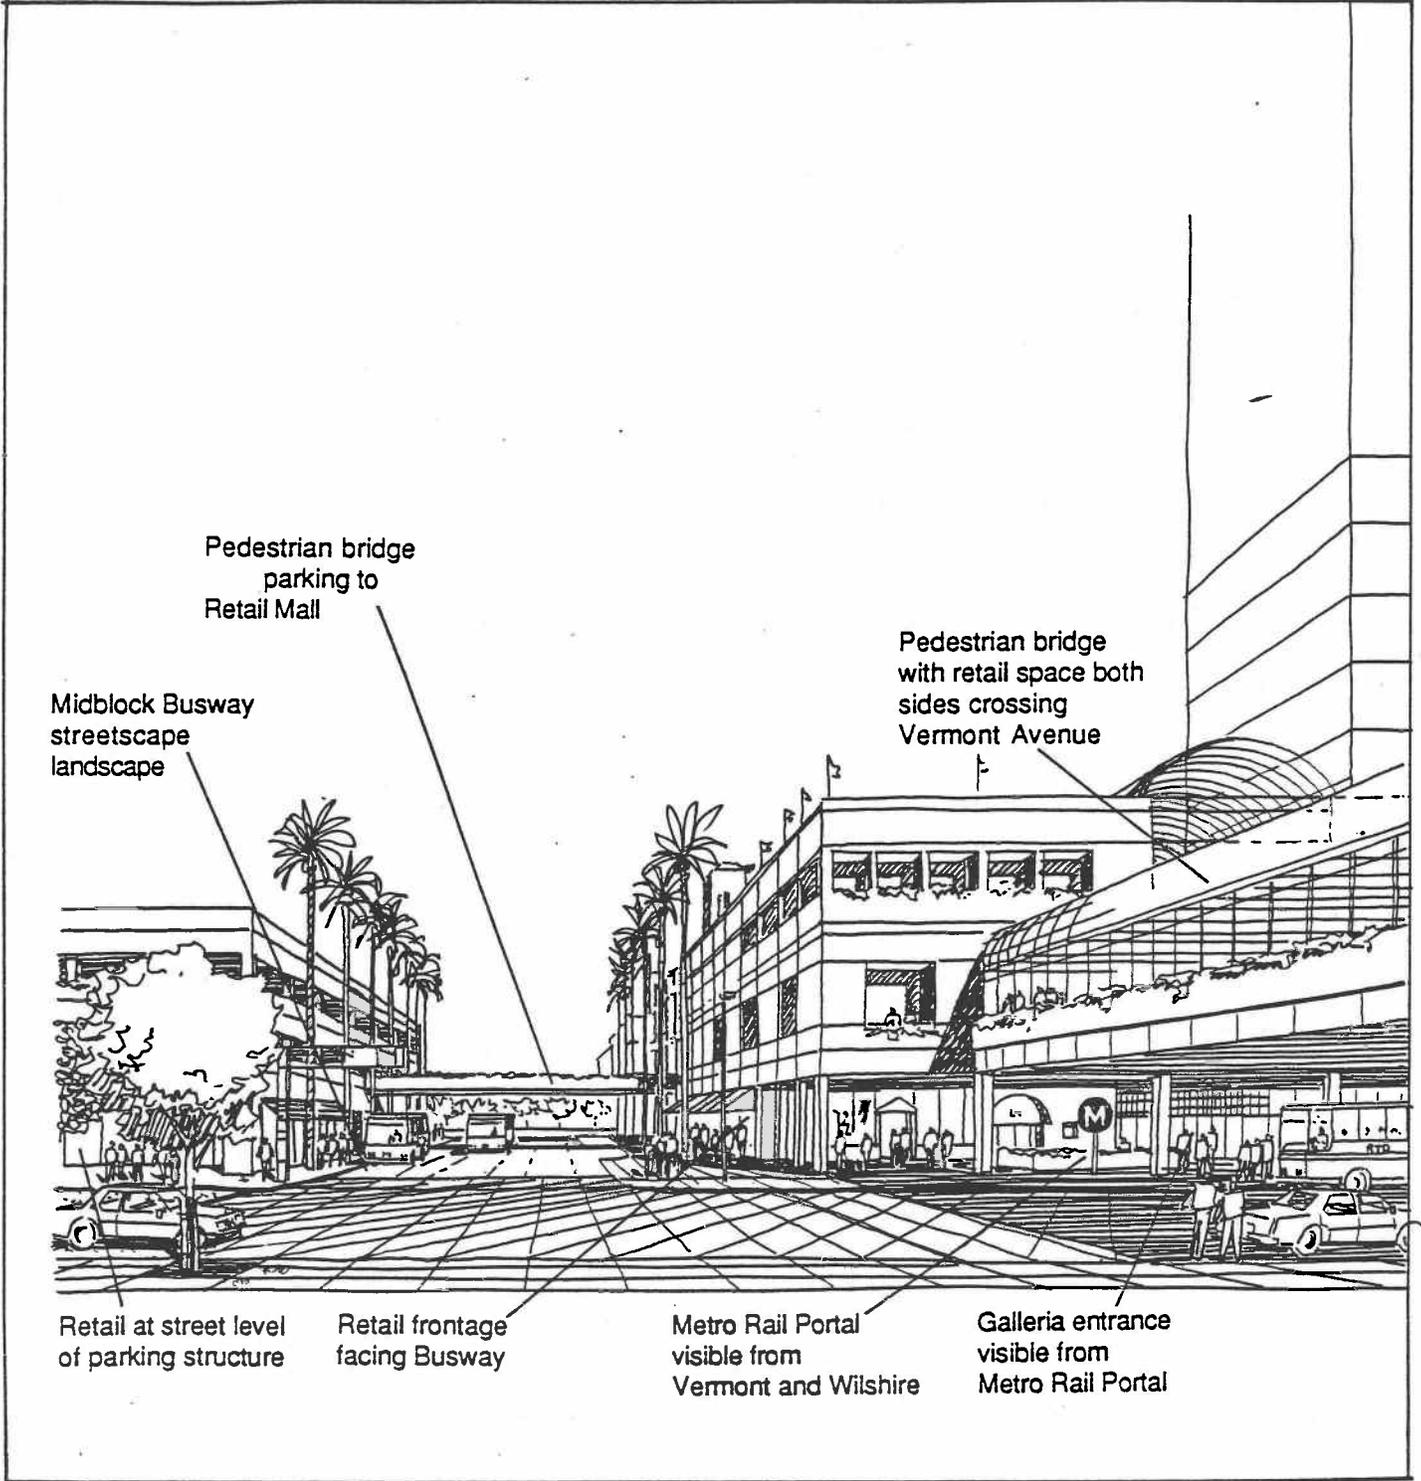 Pedestrian bridge
parking to
Retail Mall
Pedestrian bridge
with retail space both
sides crossing
Vermont Avenue
Midblock Busway
streetscape
landscape
M
RTD
Retail at street level
of parking structure
Retail frontage
facing Busway
Metro Rail Portal
visible from
Vermont and Wilshire
Galleria entrance
visible from
Metro Rail Portal